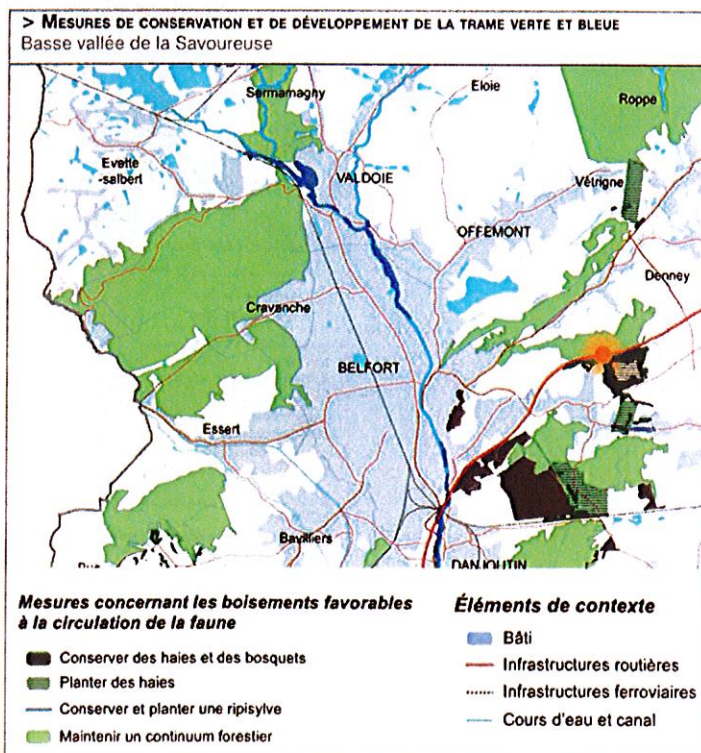 > MESURES DE CONSERVATION ET DE DÉVELOPPEMENT DE LA TRAME VERTE ET BLEUE
Basse vallée de la Savoureuse
Sermamagny
Eloie
Roppe
Evette
-salbert
VALDOIE
Vétrigne
OFFEMONT
Denney
Cravanche
BELFORT
Essert
Bavilliers
DANJOUTIN
Mesures concernant les boisements favorables
à la circulation de la faune
Conserver des haies et des bosquets
Planter des haies
Conserver et planter une ripisylve
Maintenir un continuum forestier
Éléments de contexte
Bâti
Infrastructures routières
Infrastructures ferroviaires
Cours d'eau et canal